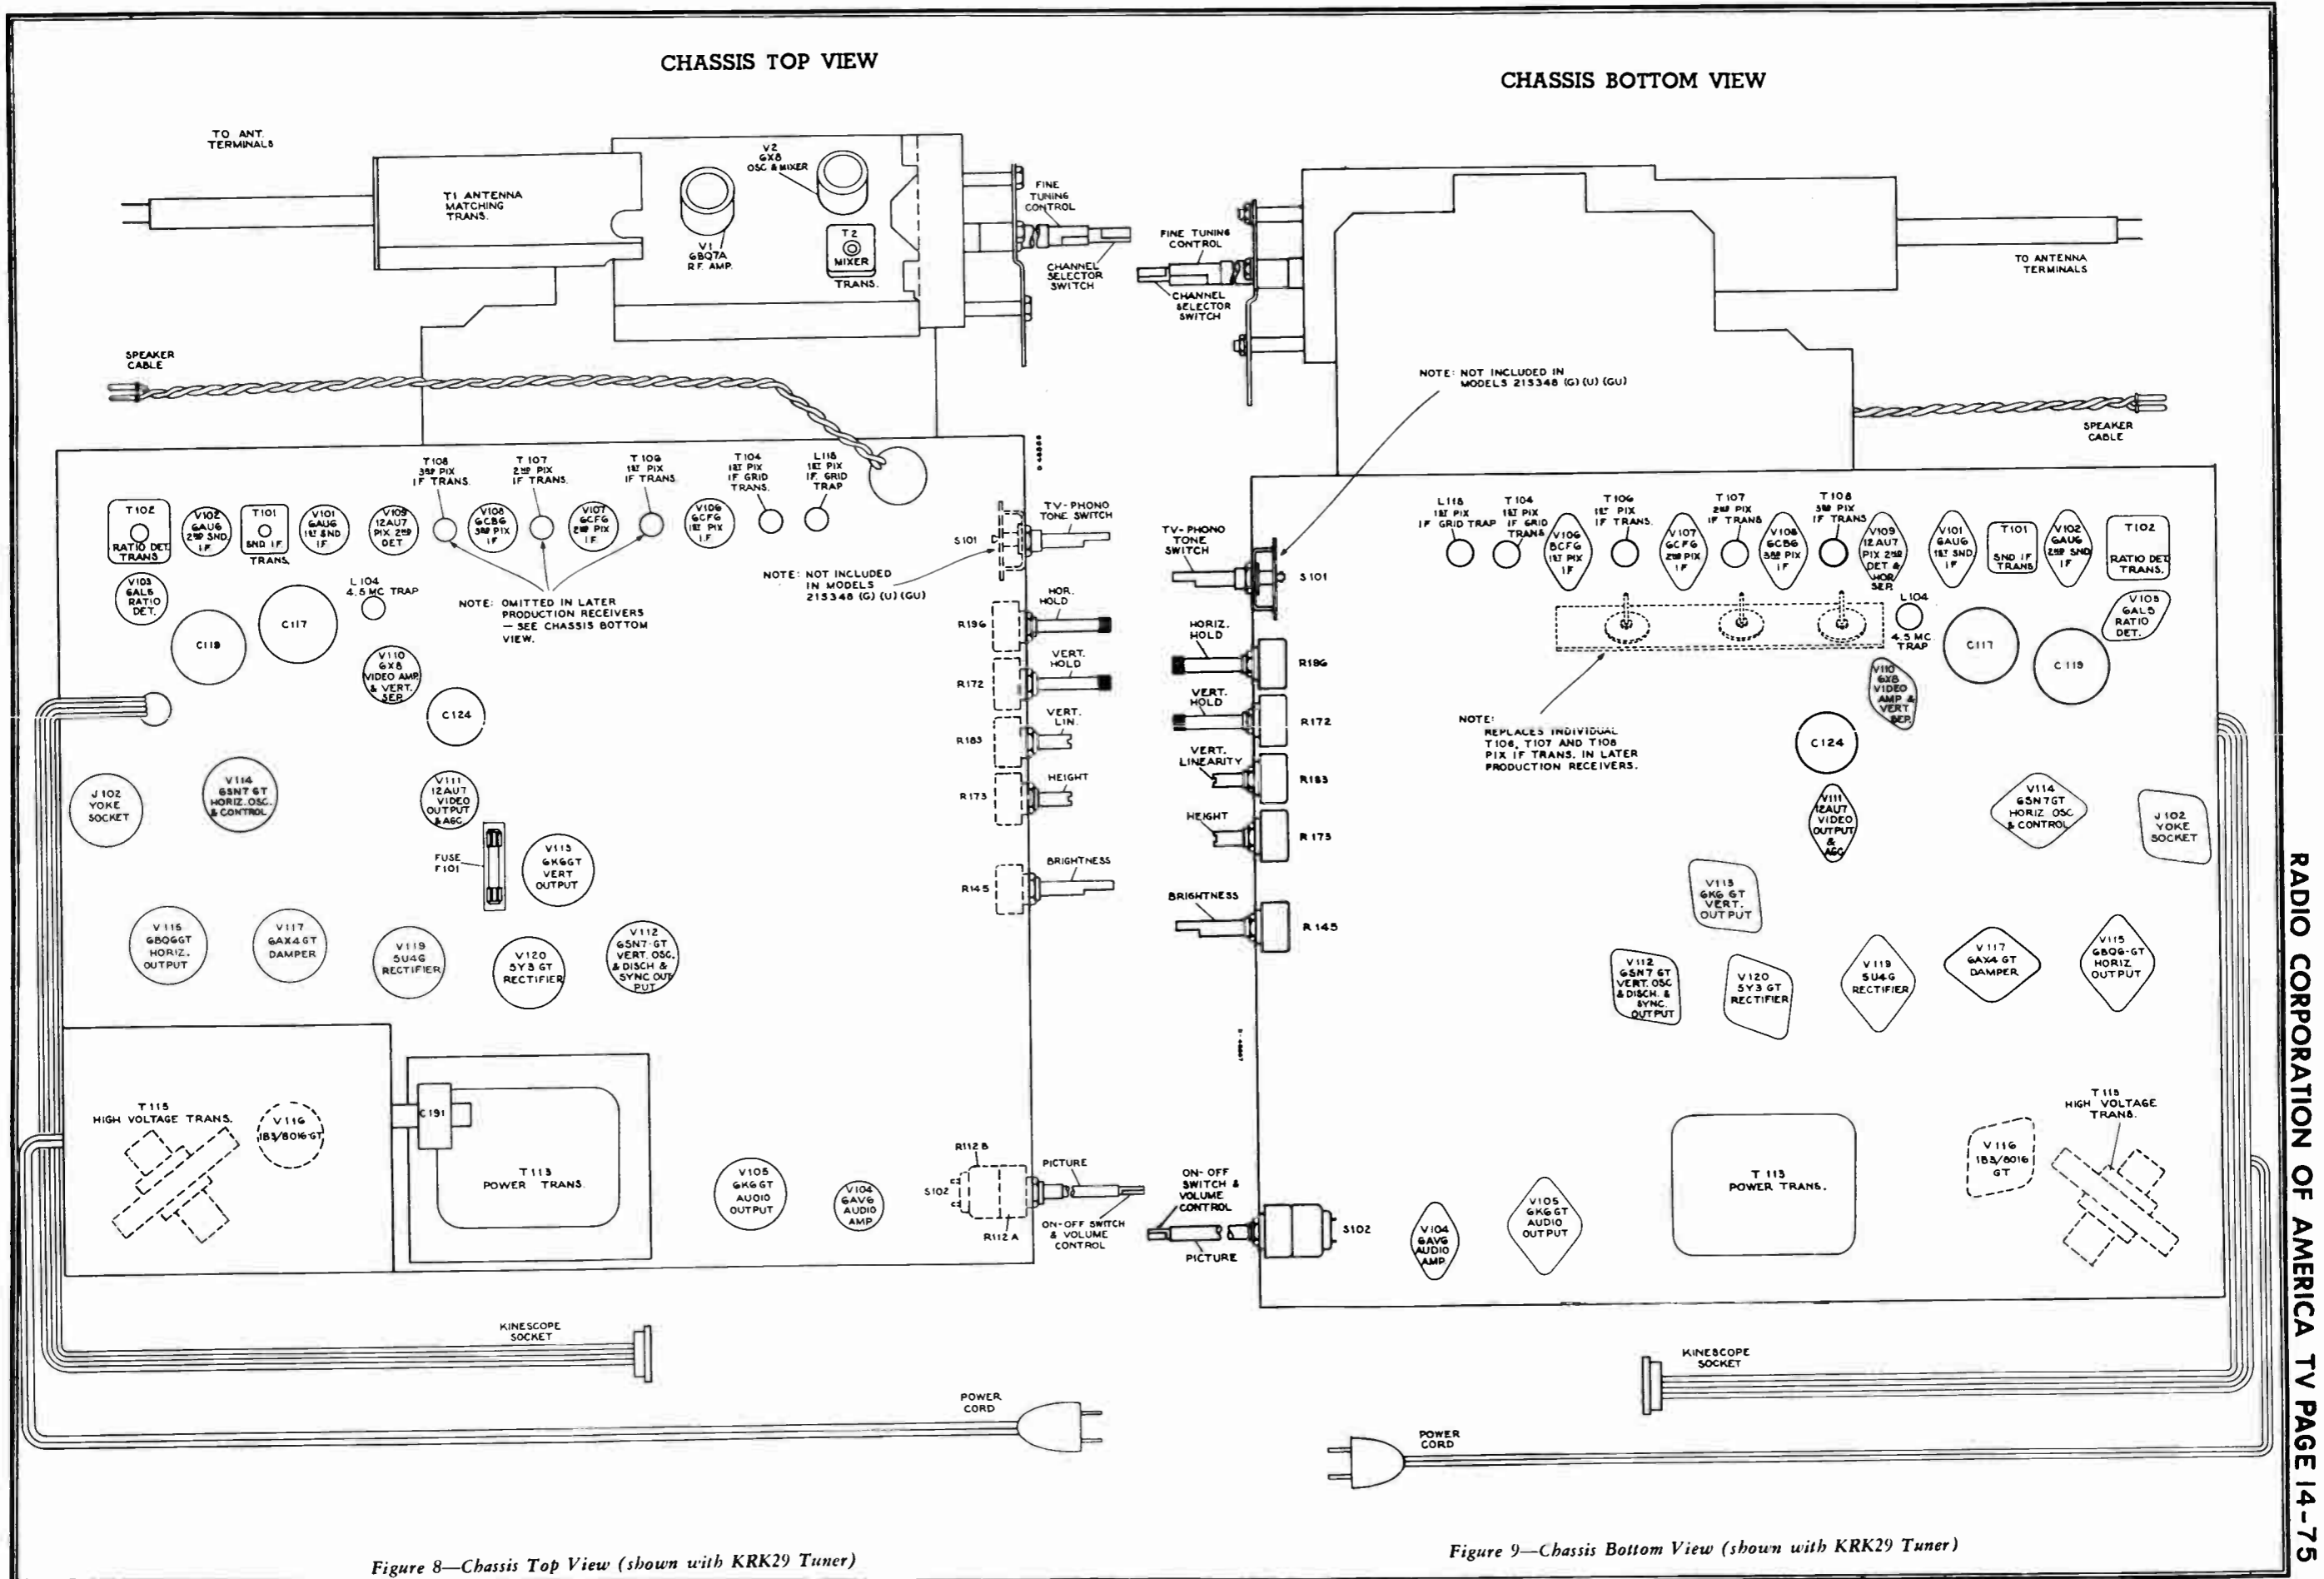 CHASSIS TOP VIEW
TO ANT.
TERMINALS
T1 ANTENNA
MATCHING
TRANS.
V2
6X8
OSC & MIXER
V1
6BQ7A
R.F. AMP.
T2
MIXER
TRANS.
FINE
TUNING
CONTROL
CHANNEL
SELECTOR
SWITCH
SPEAKER
CABLE
T108
3RD PIX
IF TRANS.
T107
2ND PIX
IF TRANS.
T106
1ST PIX
IF TRANS.
T104
1ST PIX
IF GRID
TRANS.
L118
1ST PIX
IF GRID
TRAP
T102
RATIO DET.
TRANS
V102
6AU6
2ND SND.
I.F.
T101
SND I.F.
TRANS.
V101
6AU6
1ST SND
I.F.
V109
12AU7
PIX 2ND
DET
V108
6CB6
3RD PIX
I.F
V107
6CF6
2ND PIX
I.F.
V106
6CF6
1ST PIX
I.F
S101
TV-PHONO
TONE SWITCH
NOTE: NOT INCLUDED
IN MODELS
21S348 (G) (U) (GU)
V103
6AL5
RATIO
DET.
C119
C117
L104
4.5 MC TRAP
NOTE: OMITTED IN LATER
PRODUCTION RECEIVERS
— SEE CHASSIS BOTTOM
VIEW.
R196
HOR.
HOLD
V110
6X8
VIDEO AMP.
& VERT.
SEP.
C124
R172
VERT.
HOLD
R183
VERT.
LIN.
J102
YOKE
SOCKET
V114
6SN7GT
HORIZ. OSC.
& CONTROL
V111
12AU7
VIDEO
OUTPUT
& AGC.
R173
HEIGHT
FUSE
F101
V113
6K6GT
VERT
OUTPUT
R145
BRIGHTNESS
V115
6BQ6GT
HORIZ.
OUTPUT
V117
6AX4GT
DAMPER
V119
5U4G
RECTIFIER
V120
5Y3 GT
RECTIFIER
V112
6SN7-GT
VERT. OSC.
& DISCH &
SYNC OUT
PUT
T115
HIGH VOLTAGE TRANS.
V116
1B3/8016-GT
C191
T113
POWER TRANS.
V105
6K6GT
AUDIO
OUTPUT
V104
6AV6
AUDIO
AMP
R112B
S102
R112A
PICTURE
ON-OFF SWITCH
& VOLUME
CONTROL
KINESCOPE
SOCKET
POWER
CORD
Figure 8—Chassis Top View (shown with KRK29 Tuner)
CHASSIS BOTTOM VIEW
FINE TUNING
CONTROL
CHANNEL
SELECTOR
SWITCH
TO ANTENNA
TERMINALS
NOTE: NOT INCLUDED IN
MODELS 21S348 (G) (U) (GU)
SPEAKER
CABLE
TV-PHONO
TONE
SWITCH
S101
L118
1ST PIX
IF GRID TRAP
T104
1ST PIX
IF GRID
TRANS
T106
1ST PIX
IF TRANS.
T107
2ND PIX
IF TRANS
T108
3RD PIX
IF TRANS
V106
6CF6
1ST PIX
IF
V107
6CF6
2ND PIX
I.F
V108
6CB6
3RD PIX
IF
V109
12AU7
PIX 2ND
DET &
HOR
SEP.
V101
6AU6
1ST SND.
I.F
T101
SND IF
TRANS
V102
6AU6
2ND SND
IF
T102
RATIO DET.
TRANS.
L104
4.5 MC
TRAP
V103
6AL5
RATIO
DET.
C117
C119
HORIZ.
HOLD
R186
VERT.
HOLD
R172
VERT.
LINEARITY
R183
HEIGHT
R173
BRIGHTNESS
R145
NOTE:
REPLACES INDIVIDUAL
T106, T107 AND T108
PIX IF TRANS. IN LATER
PRODUCTION RECEIVERS.
V110
6X8
VIDEO
AMP &
VERT
SEP.
C124
V111
12AU7
VIDEO
OUTPUT
&
AGC
V114
6SN7GT
HORIZ OSC
& CONTROL
J102
YOKE
SOCKET
V113
6K6 GT
VERT.
OUTPUT
V112
6SN7 GT
VERT. OSC
& DISCH. &
SYNC.
OUTPUT
V120
5Y3 GT
RECTIFIER
V119
5U4G
RECTIFIER
V117
6AX4 GT
DAMPER
V115
6BQ6-GT
HORIZ
OUTPUT
T115
HIGH VOLTAGE
TRANS.
V116
1B3/8016
GT
T113
POWER TRANS.
ON-OFF
SWITCH &
VOLUME
CONTROL
PICTURE
S102
V104
6AV6
AUDIO
AMP.
V105
6K6GT
AUDIO
OUTPUT
KINESCOPE
SOCKET
POWER
CORD
Figure 9—Chassis Bottom View (shown with KRK29 Tuner)
RADIO CORPORATION OF AMERICA TV PAGE 14-75